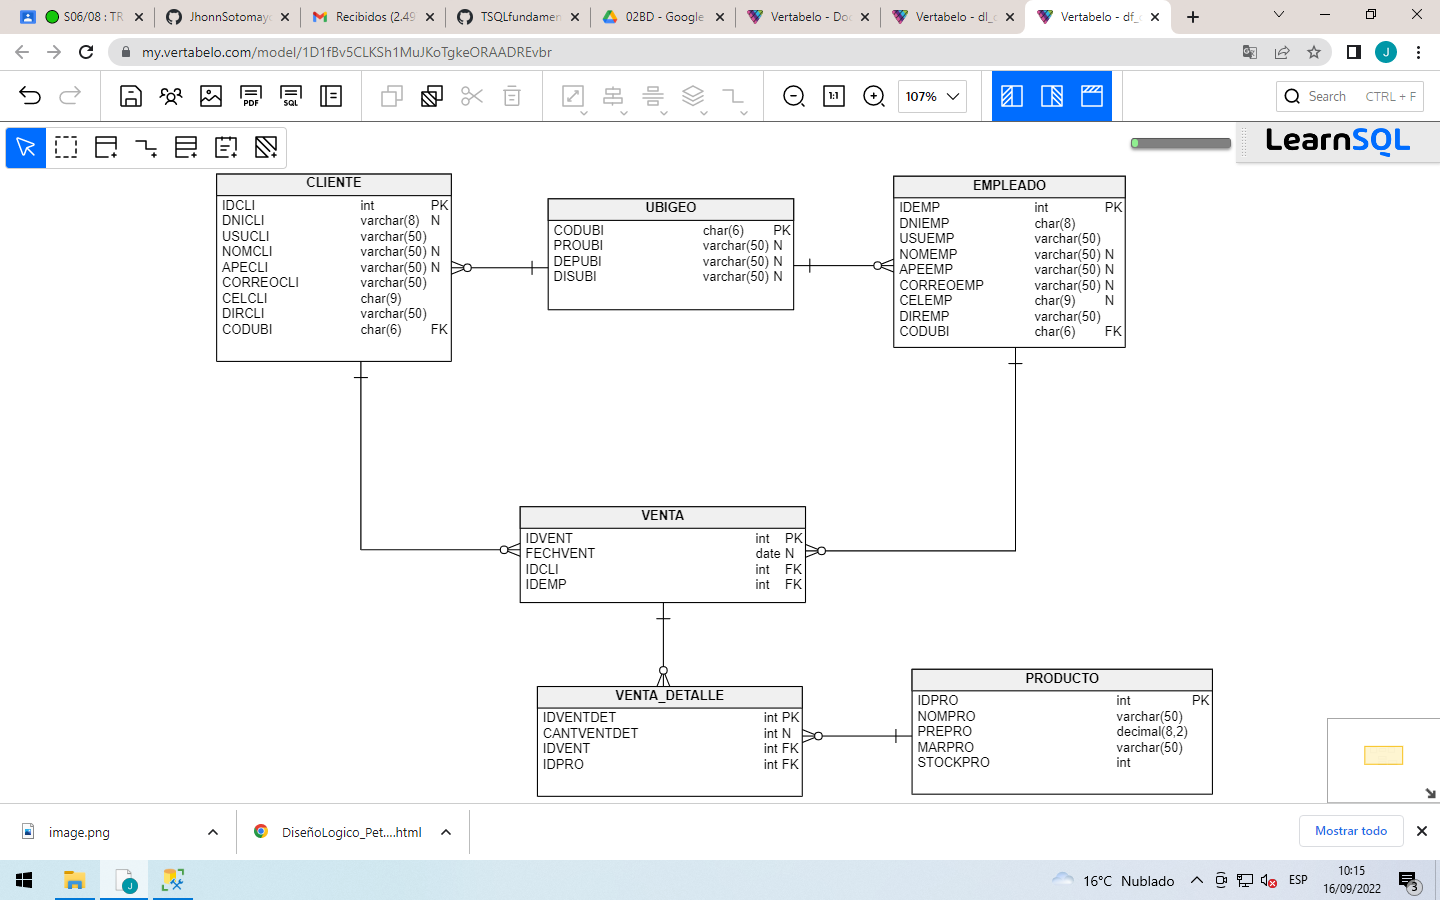 S06/08 : TR
JhonnSotomay
Recibidos (2.49
TSQLfundamer
02BD - Google
Vertabelo - Doc
Vertabelo - dl_c
Vertabelo - df_c
my.vertabelo.com/model/1D1fBv5CLKSh1MuJKoTgkeORAADREvbr
J
PDF
SQL
1:1
107%
Search CTRL + F
LearnSQL
CLIENTE
IDCLI int PK
DNICLI varchar(8) N
USUCLI varchar(50)
NOMCLI varchar(50) N
APECLI varchar(50) N
CORREOCLI varchar(50)
CELCLI char(9)
DIRCLI varchar(50)
CODUBI char(6) FK
UBIGEO
CODUBI char(6) PK
PROUBI varchar(50) N
DEPUBI varchar(50) N
DISUBI varchar(50) N
EMPLEADO
IDEMP int PK
DNIEMP char(8)
USUEMP varchar(50)
NOMEMP varchar(50) N
APEEMP varchar(50) N
CORREOEMP varchar(50) N
CELEMP char(9) N
DIREMP varchar(50)
CODUBI char(6) FK
VENTA
IDVENT int PK
FECHVENT date N
IDCLI int FK
IDEMP int FK
VENTA_DETALLE
IDVENTDET int PK
CANTVENTDET int N
IDVENT int FK
IDPRO int FK
PRODUCTO
IDPRO int PK
NOMPRO varchar(50)
PREPRO decimal(8,2)
MARPRO varchar(50)
STOCKPRO int
image.png
DiseñoLogico_Pet....html
Mostrar todo
J
16°C Nublado
ESP
10:15
16/09/2022
3